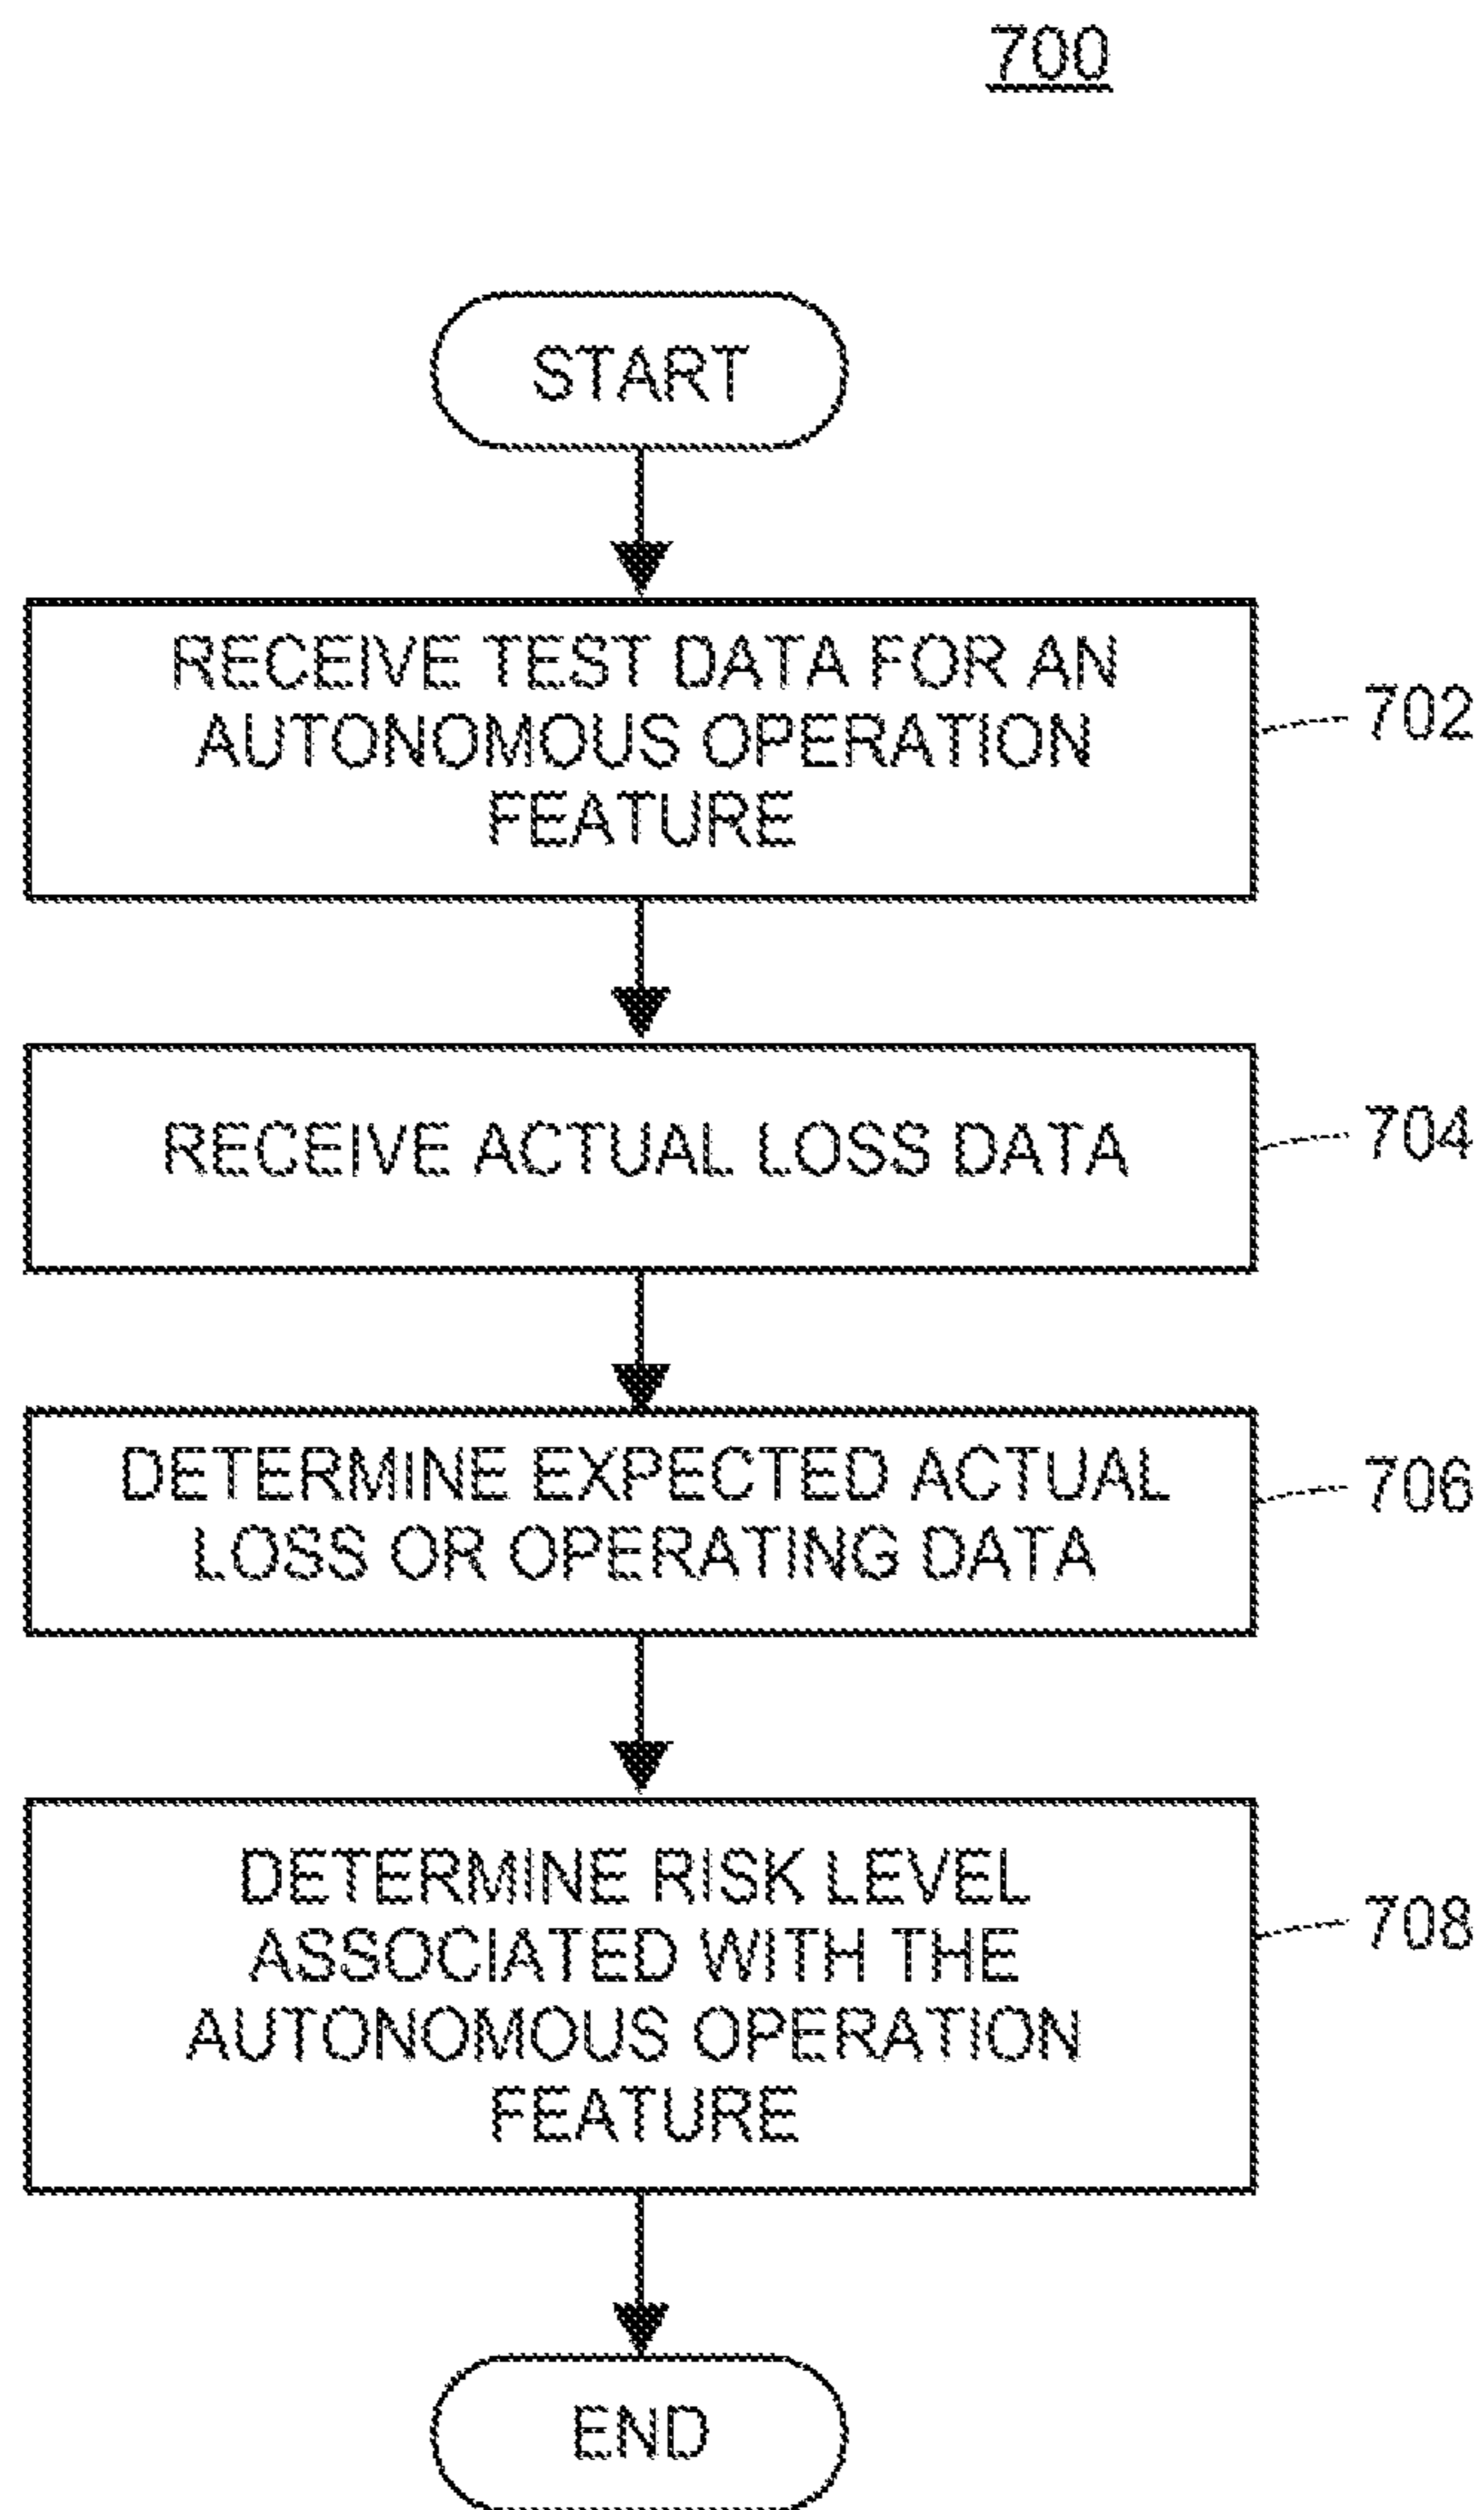 700
START
RECEIVE TEST DATA FOR AN
AUTONOMOUS OPERATION
FEATURE
702
RECEIVE ACTUAL LOSS DATA
704
DETERMINE EXPECTED ACTUAL
LOSS OR OPERATING DATA
706
DETERMINE RISK LEVEL
ASSOCIATED WITH THE
AUTONOMOUS OPERATION
FEATURE
708
END